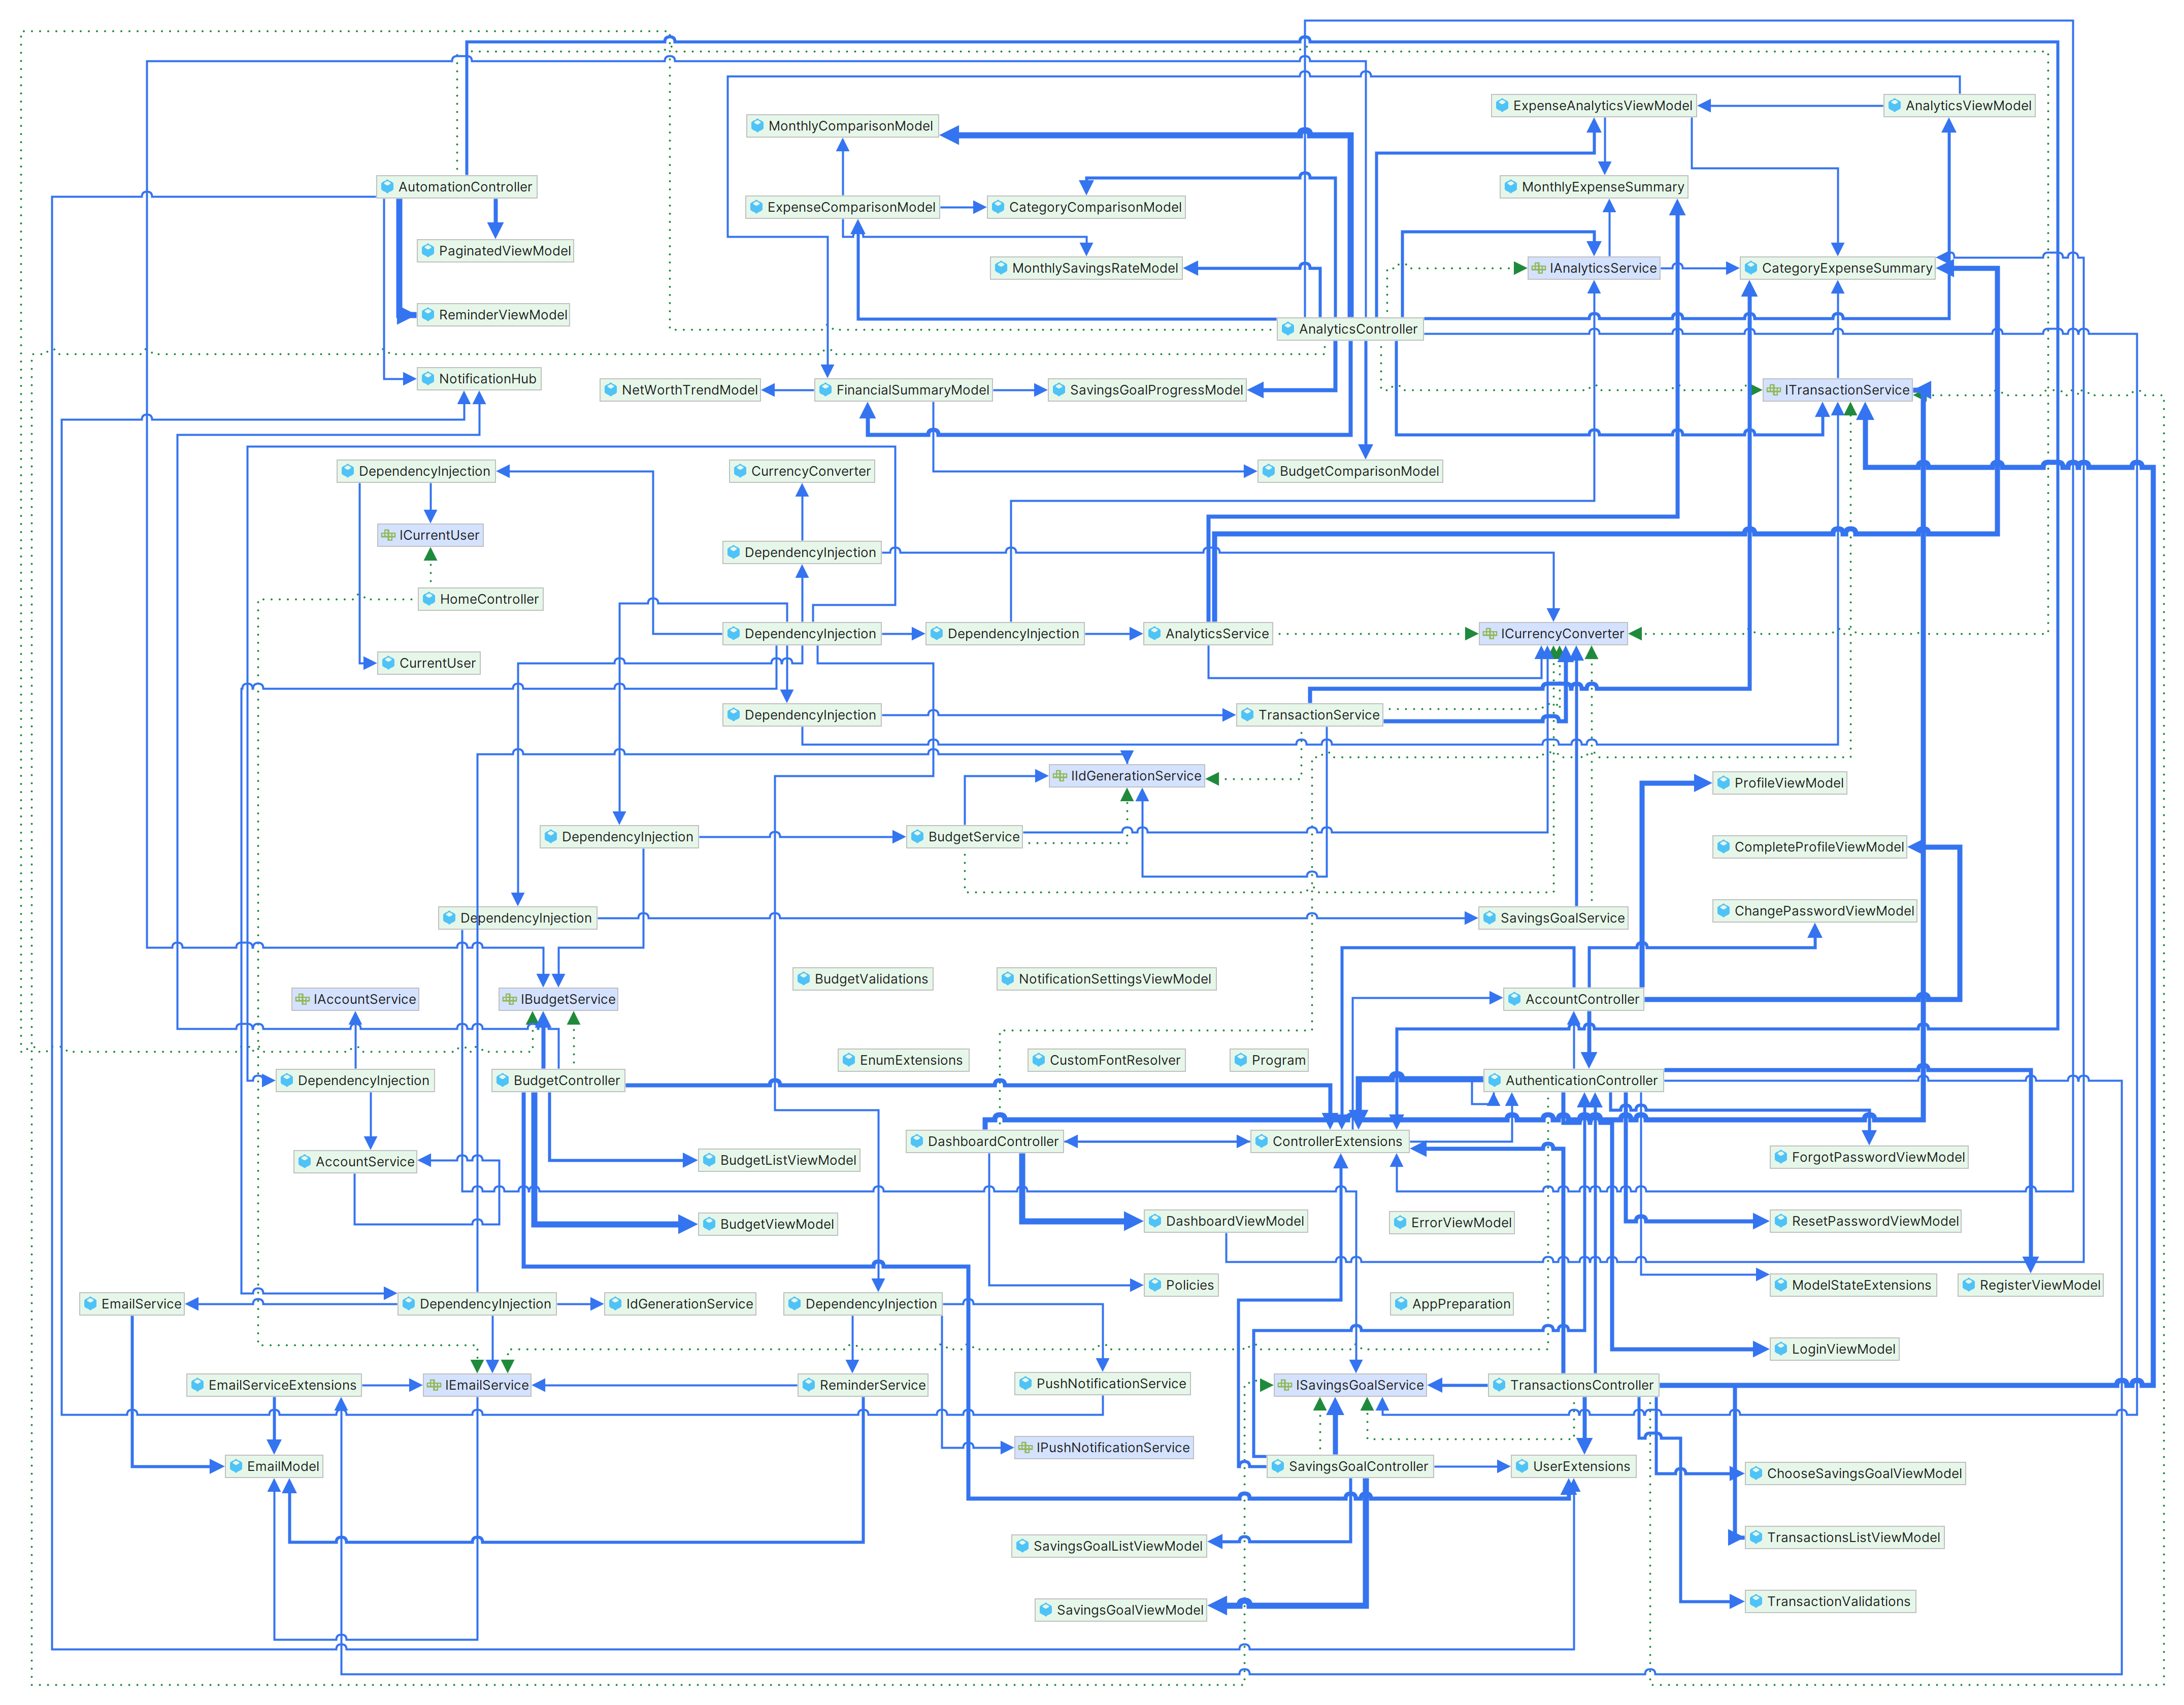 ExpenseAnalyticsViewModel
AnalyticsViewModel
MonthlyComparisonModel
AutomationController
MonthlyExpenseSummary
ExpenseComparisonModel
CategoryComparisonModel
PaginatedViewModel
MonthlySavingsRateModel
IAnalyticsService
CategoryExpenseSummary
ReminderViewModel
AnalyticsController
NotificationHub
NetWorthTrendModel
FinancialSummaryModel
SavingsGoalProgressModel
ITransactionService
DependencyInjection
CurrencyConverter
BudgetComparisonModel
ICurrentUser
DependencyInjection
HomeController
DependencyInjection
DependencyInjection
AnalyticsService
ICurrencyConverter
CurrentUser
DependencyInjection
TransactionService
IIdGenerationService
ProfileViewModel
DependencyInjection
BudgetService
CompleteProfileViewModel
DependencyInjection
SavingsGoalService
ChangePasswordViewModel
BudgetValidations
NotificationSettingsViewModel
IAccountService
IBudgetService
AccountController
EnumExtensions
CustomFontResolver
Program
DependencyInjection
BudgetController
AuthenticationController
DashboardController
ControllerExtensions
AccountService
BudgetListViewModel
ForgotPasswordViewModel
BudgetViewModel
DashboardViewModel
ErrorViewModel
ResetPasswordViewModel
Policies
ModelStateExtensions
RegisterViewModel
EmailService
DependencyInjection
IdGenerationService
DependencyInjection
AppPreparation
LoginViewModel
EmailServiceExtensions
IEmailService
ReminderService
PushNotificationService
ISavingsGoalService
TransactionsController
IPushNotificationService
EmailModel
SavingsGoalController
UserExtensions
ChooseSavingsGoalViewModel
SavingsGoalListViewModel
TransactionsListViewModel
SavingsGoalViewModel
TransactionValidations